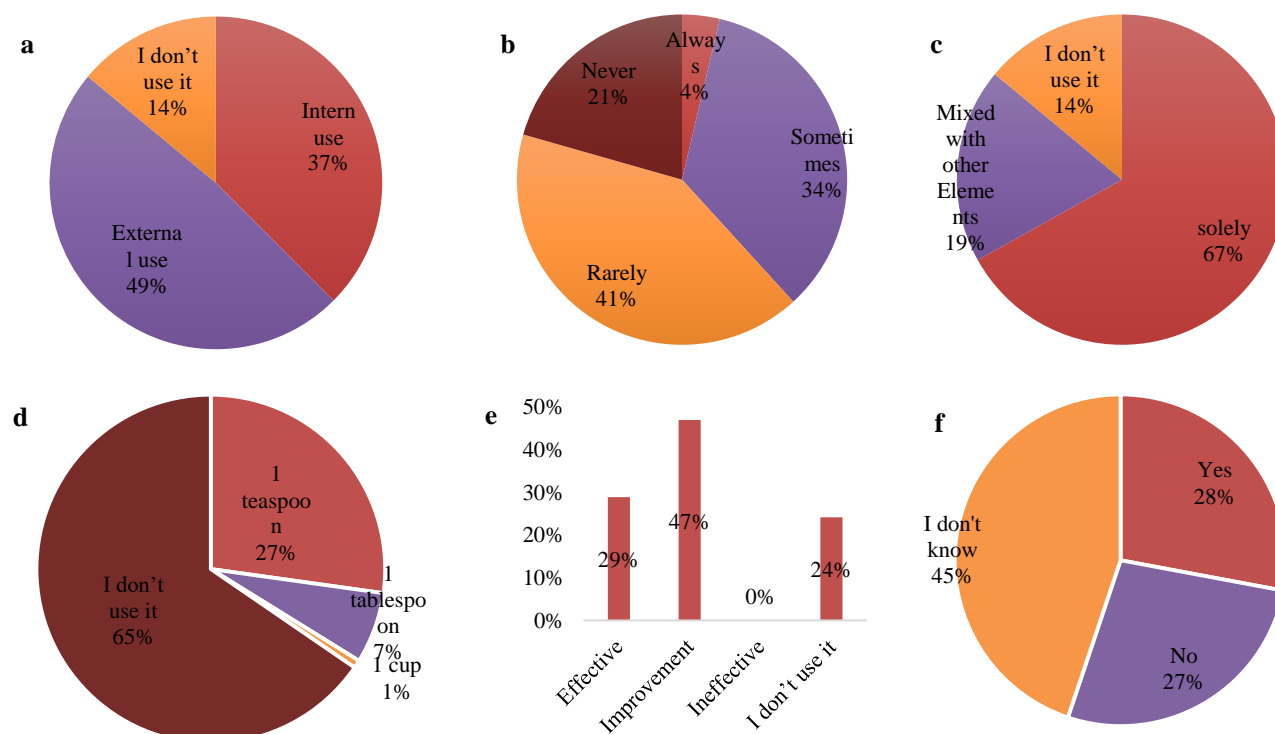 a
I don't
use it
14%
Intern
use
37%
Externa
l use
49%
b
Alway
s
4%
Never
21%
Someti
mes
34%
Rarely
41%
c
I don't
use it
14%
Mixed
with
other
Eleme
nts
19%
solely
67%
d
1
teaspoo
n
27%
1
tablespo
on
7%
1 cup
1%
I don't
use it
65%
e
50%
40%
30%
20%
10%
0%
29%
47%
0%
24%
Effective
Improvement
Ineffective
I don't use it
f
Yes
28%
I don't
know
45%
No
27%